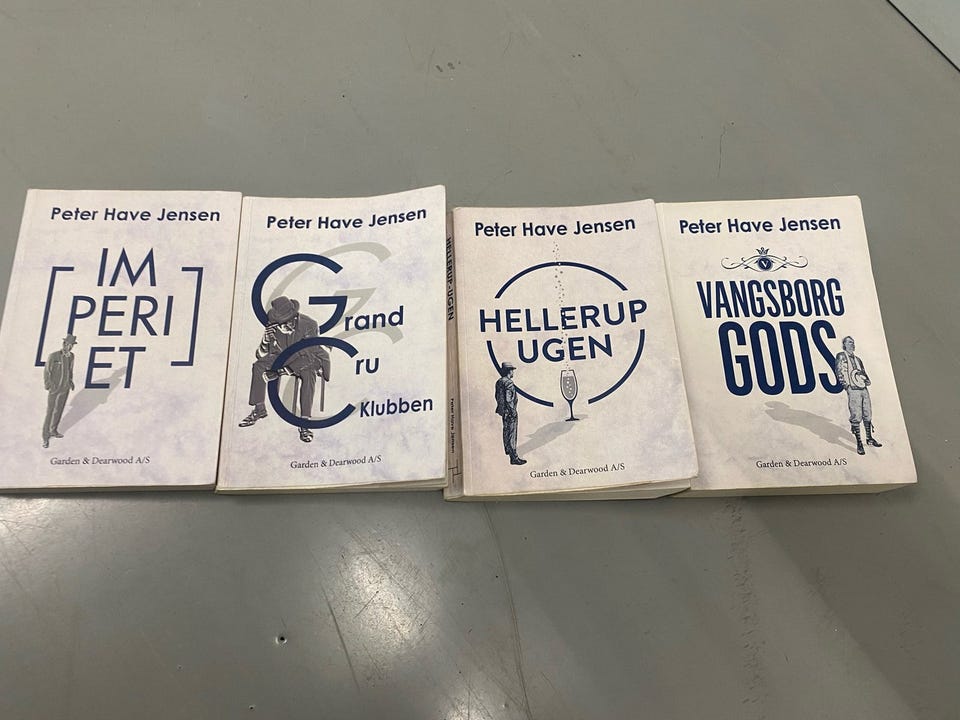 Peter Have Jensen
IM
PERI
ET
Garden & Dearwood A/S
Peter Have Jensen
Grand
Cru
Klubben
Garden & Dearwood A/S
HELLERUP-UGEN
Peter Have Jensen
Peter Have Jensen
HELLERUP
UGEN
Garden & Dearwood A/S
Peter Have Jensen
V
VANGSBORG
GODS
Garden & Dearwood A/S